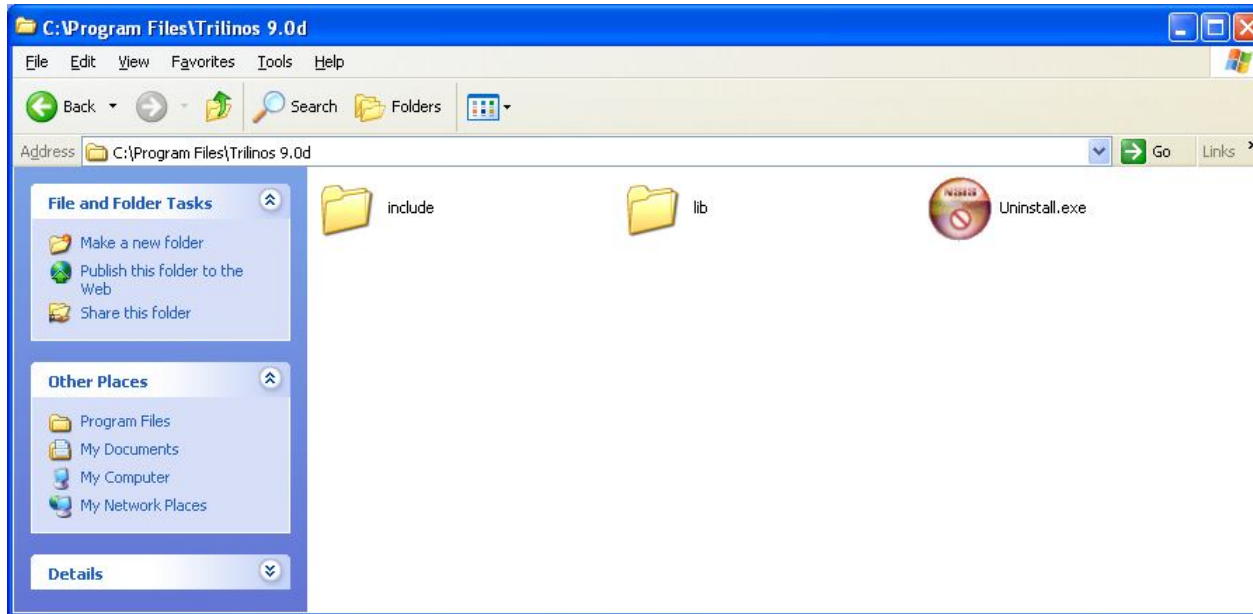 C:\Program Files\Trilinos 9.0d
File Edit View Favorites Tools Help
Back Search Folders
Address C:\Program Files\Trilinos 9.0d Go Links »
File and Folder Tasks
Make a new folder
Publish this folder to the
Web
Share this folder
Other Places
Program Files
My Documents
My Computer
My Network Places
Details
include lib Uninstall.exe